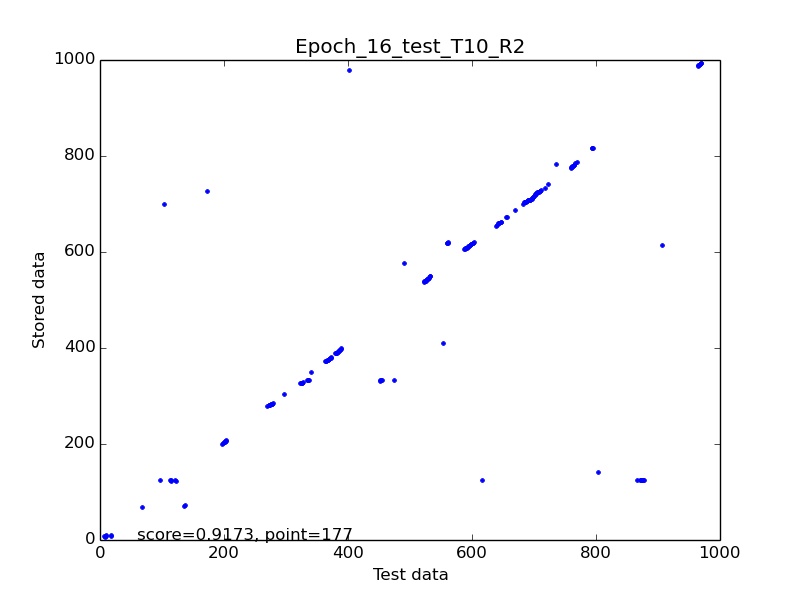 Epoch_16_test_T10_R2
1000
800
600
400
200
0
Stored data
score=0.9173, point=177
0 200 400 600 800 1000
Test data